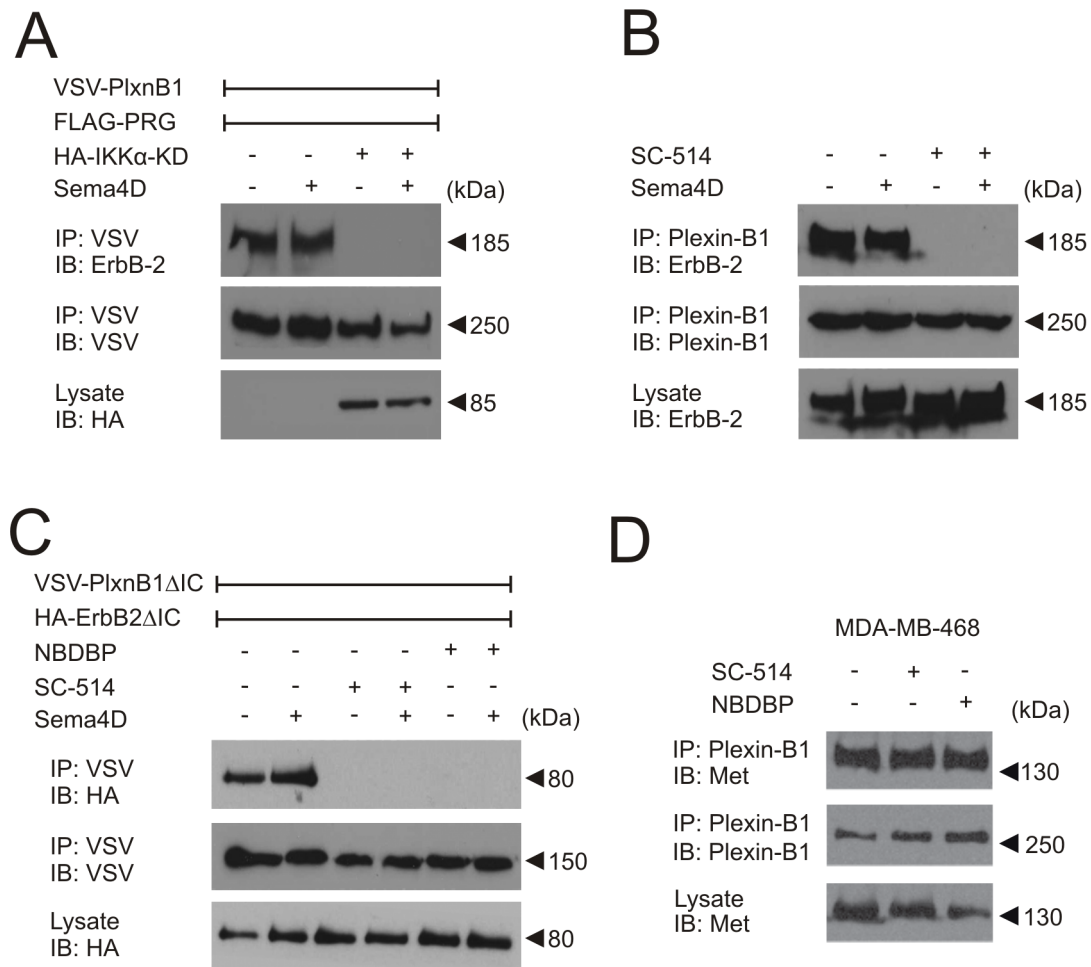 A
VSV-PlxnB1
FLAG-PRG
HA-IKKα-KD - - + +
Sema4D - + - + (kDa)
IP: VSV
IB: ErbB-2
◀185
IP: VSV
IB: VSV
◀250
Lysate
IB: HA
◀85
B
SC-514 - - + +
Sema4D - + - + (kDa)
IP: Plexin-B1
IB: ErbB-2
◀185
IP: Plexin-B1
IB: Plexin-B1
◀250
Lysate
IB: ErbB-2
◀185
C
VSV-PlxnB1ΔIC
HA-ErbB2ΔIC
NBDBP - - - - + +
SC-514 - - + + - -
Sema4D - + - + - + (kDa)
IP: VSV
IB: HA
◀80
IP: VSV
IB: VSV
◀150
Lysate
IB: HA
◀80
D
MDA-MB-468
SC-514 - + -
NBDBP - - + (kDa)
IP: Plexin-B1
IB: Met
◀130
IP: Plexin-B1
IB: Plexin-B1
◀250
Lysate
IB: Met
◀130